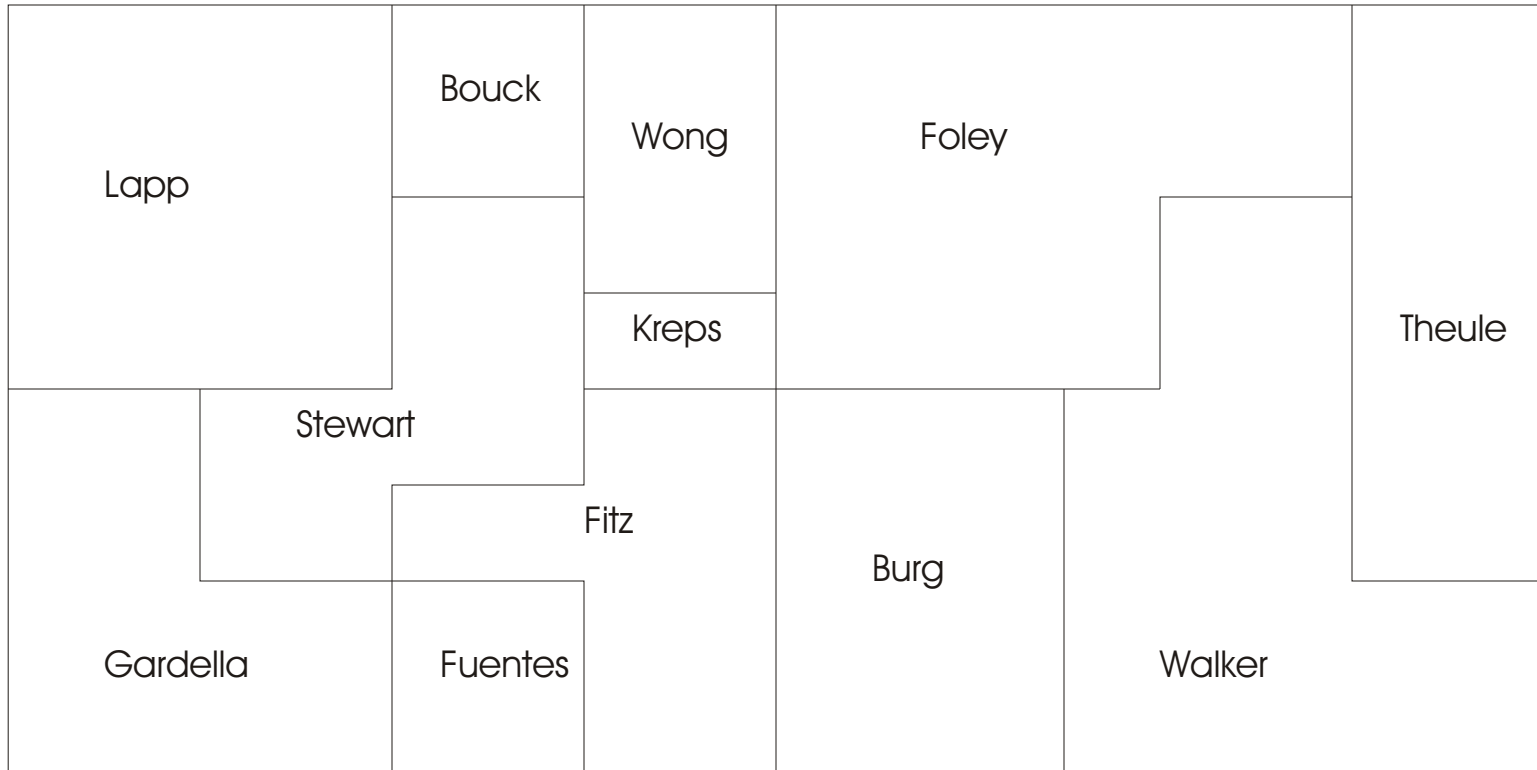 Bouck
Wong
Foley
Lapp
Kreps
Theule
Stewart
Fitz
Burg
Gardella
Fuentes
Walker